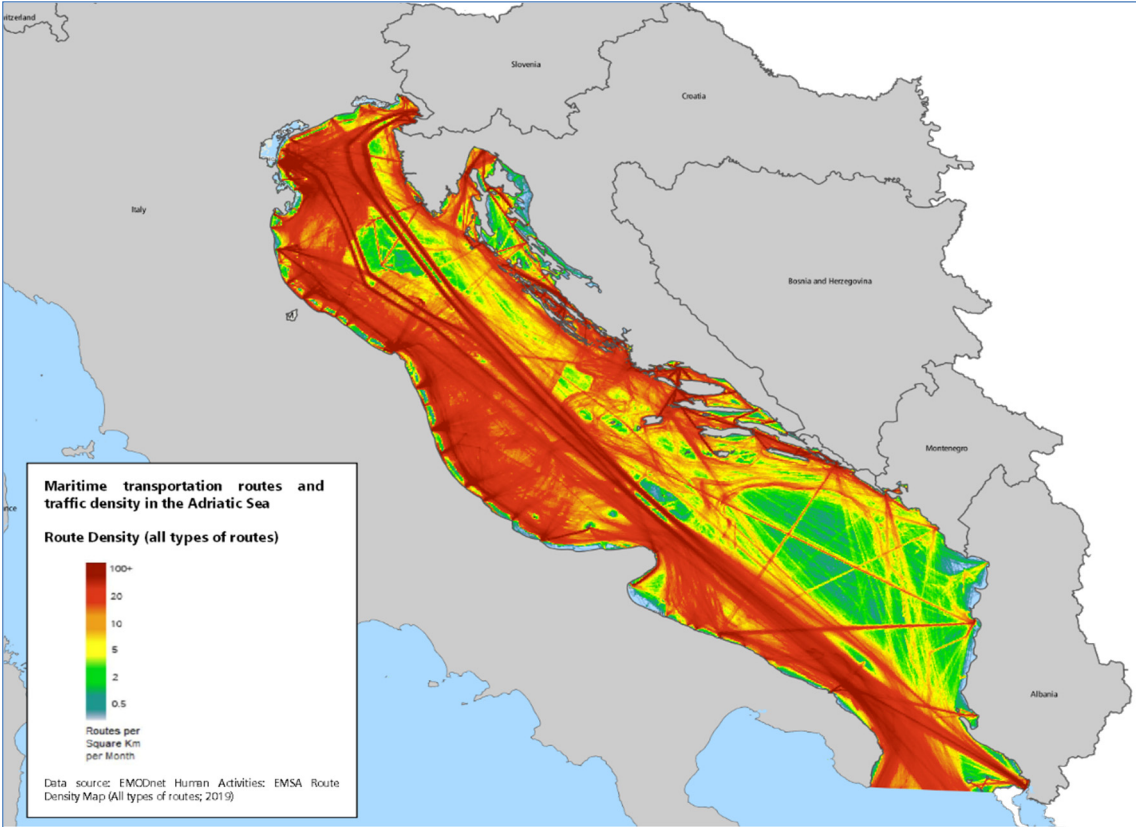 witzerland
Slovenia
Croatia
Italy
Bosnia and Herzegovina
Montenegro
Albania
Maritime transportation routes and
traffic density in the Adriatic Sea
Route Density (all types of routes)
100+
20
10
5
2
0.5
Routes per
Square Km
per Month
Data source: EMODnet Human Activities: EMSA Route
Density Map (All types of routes; 2019)